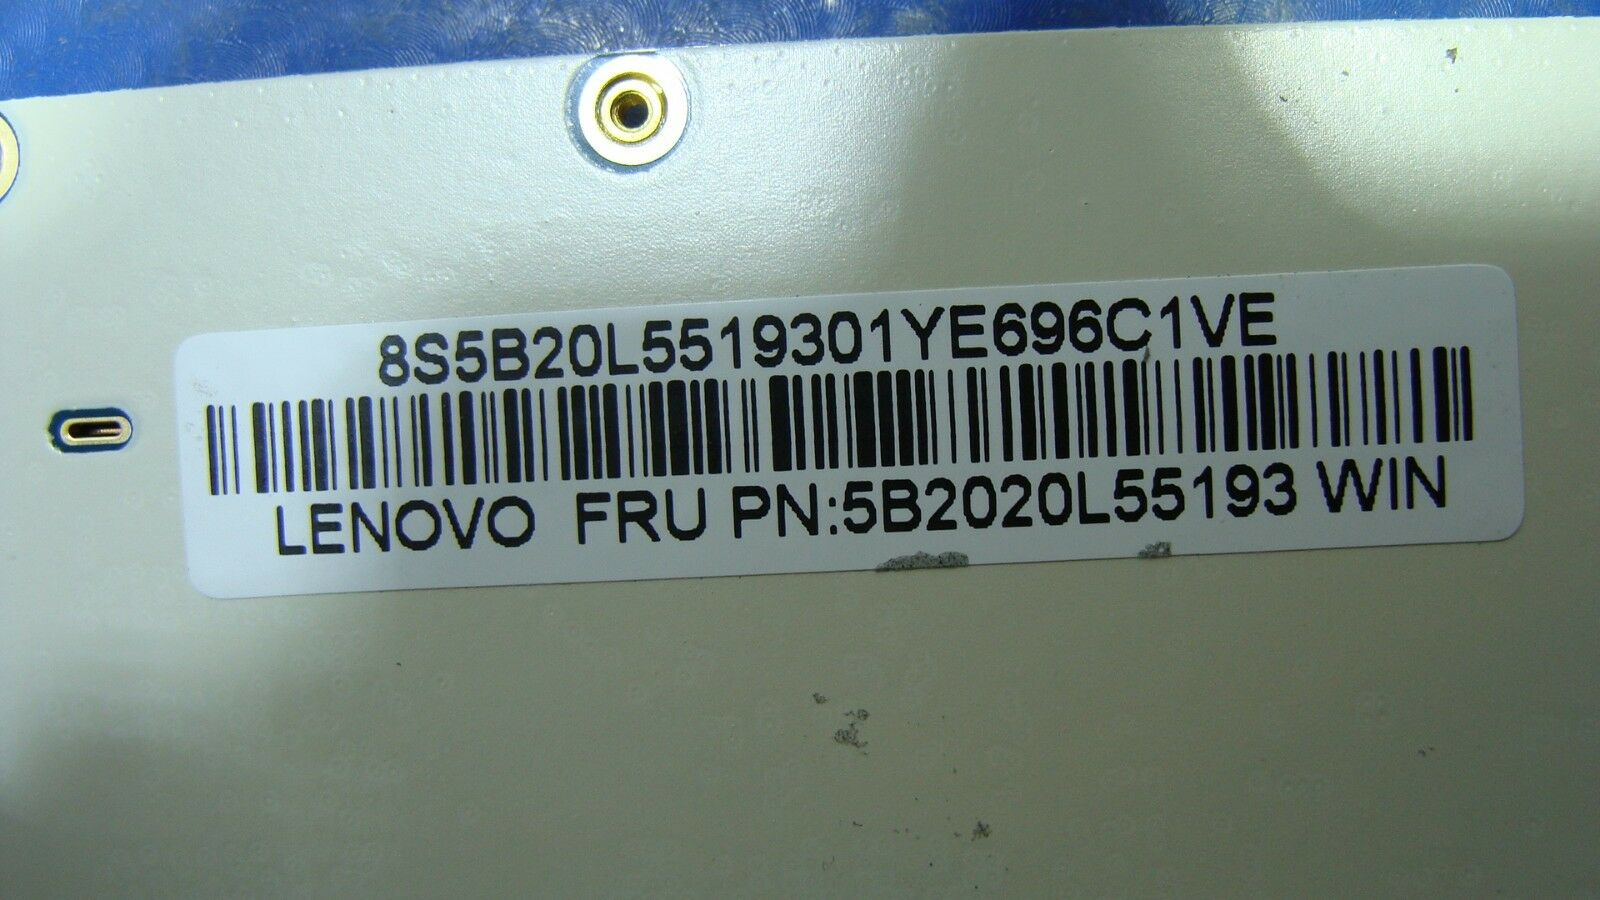 8S5B20L5519301YE696C1VE
LENOVO FRU PN:5B2020L55193 WIN